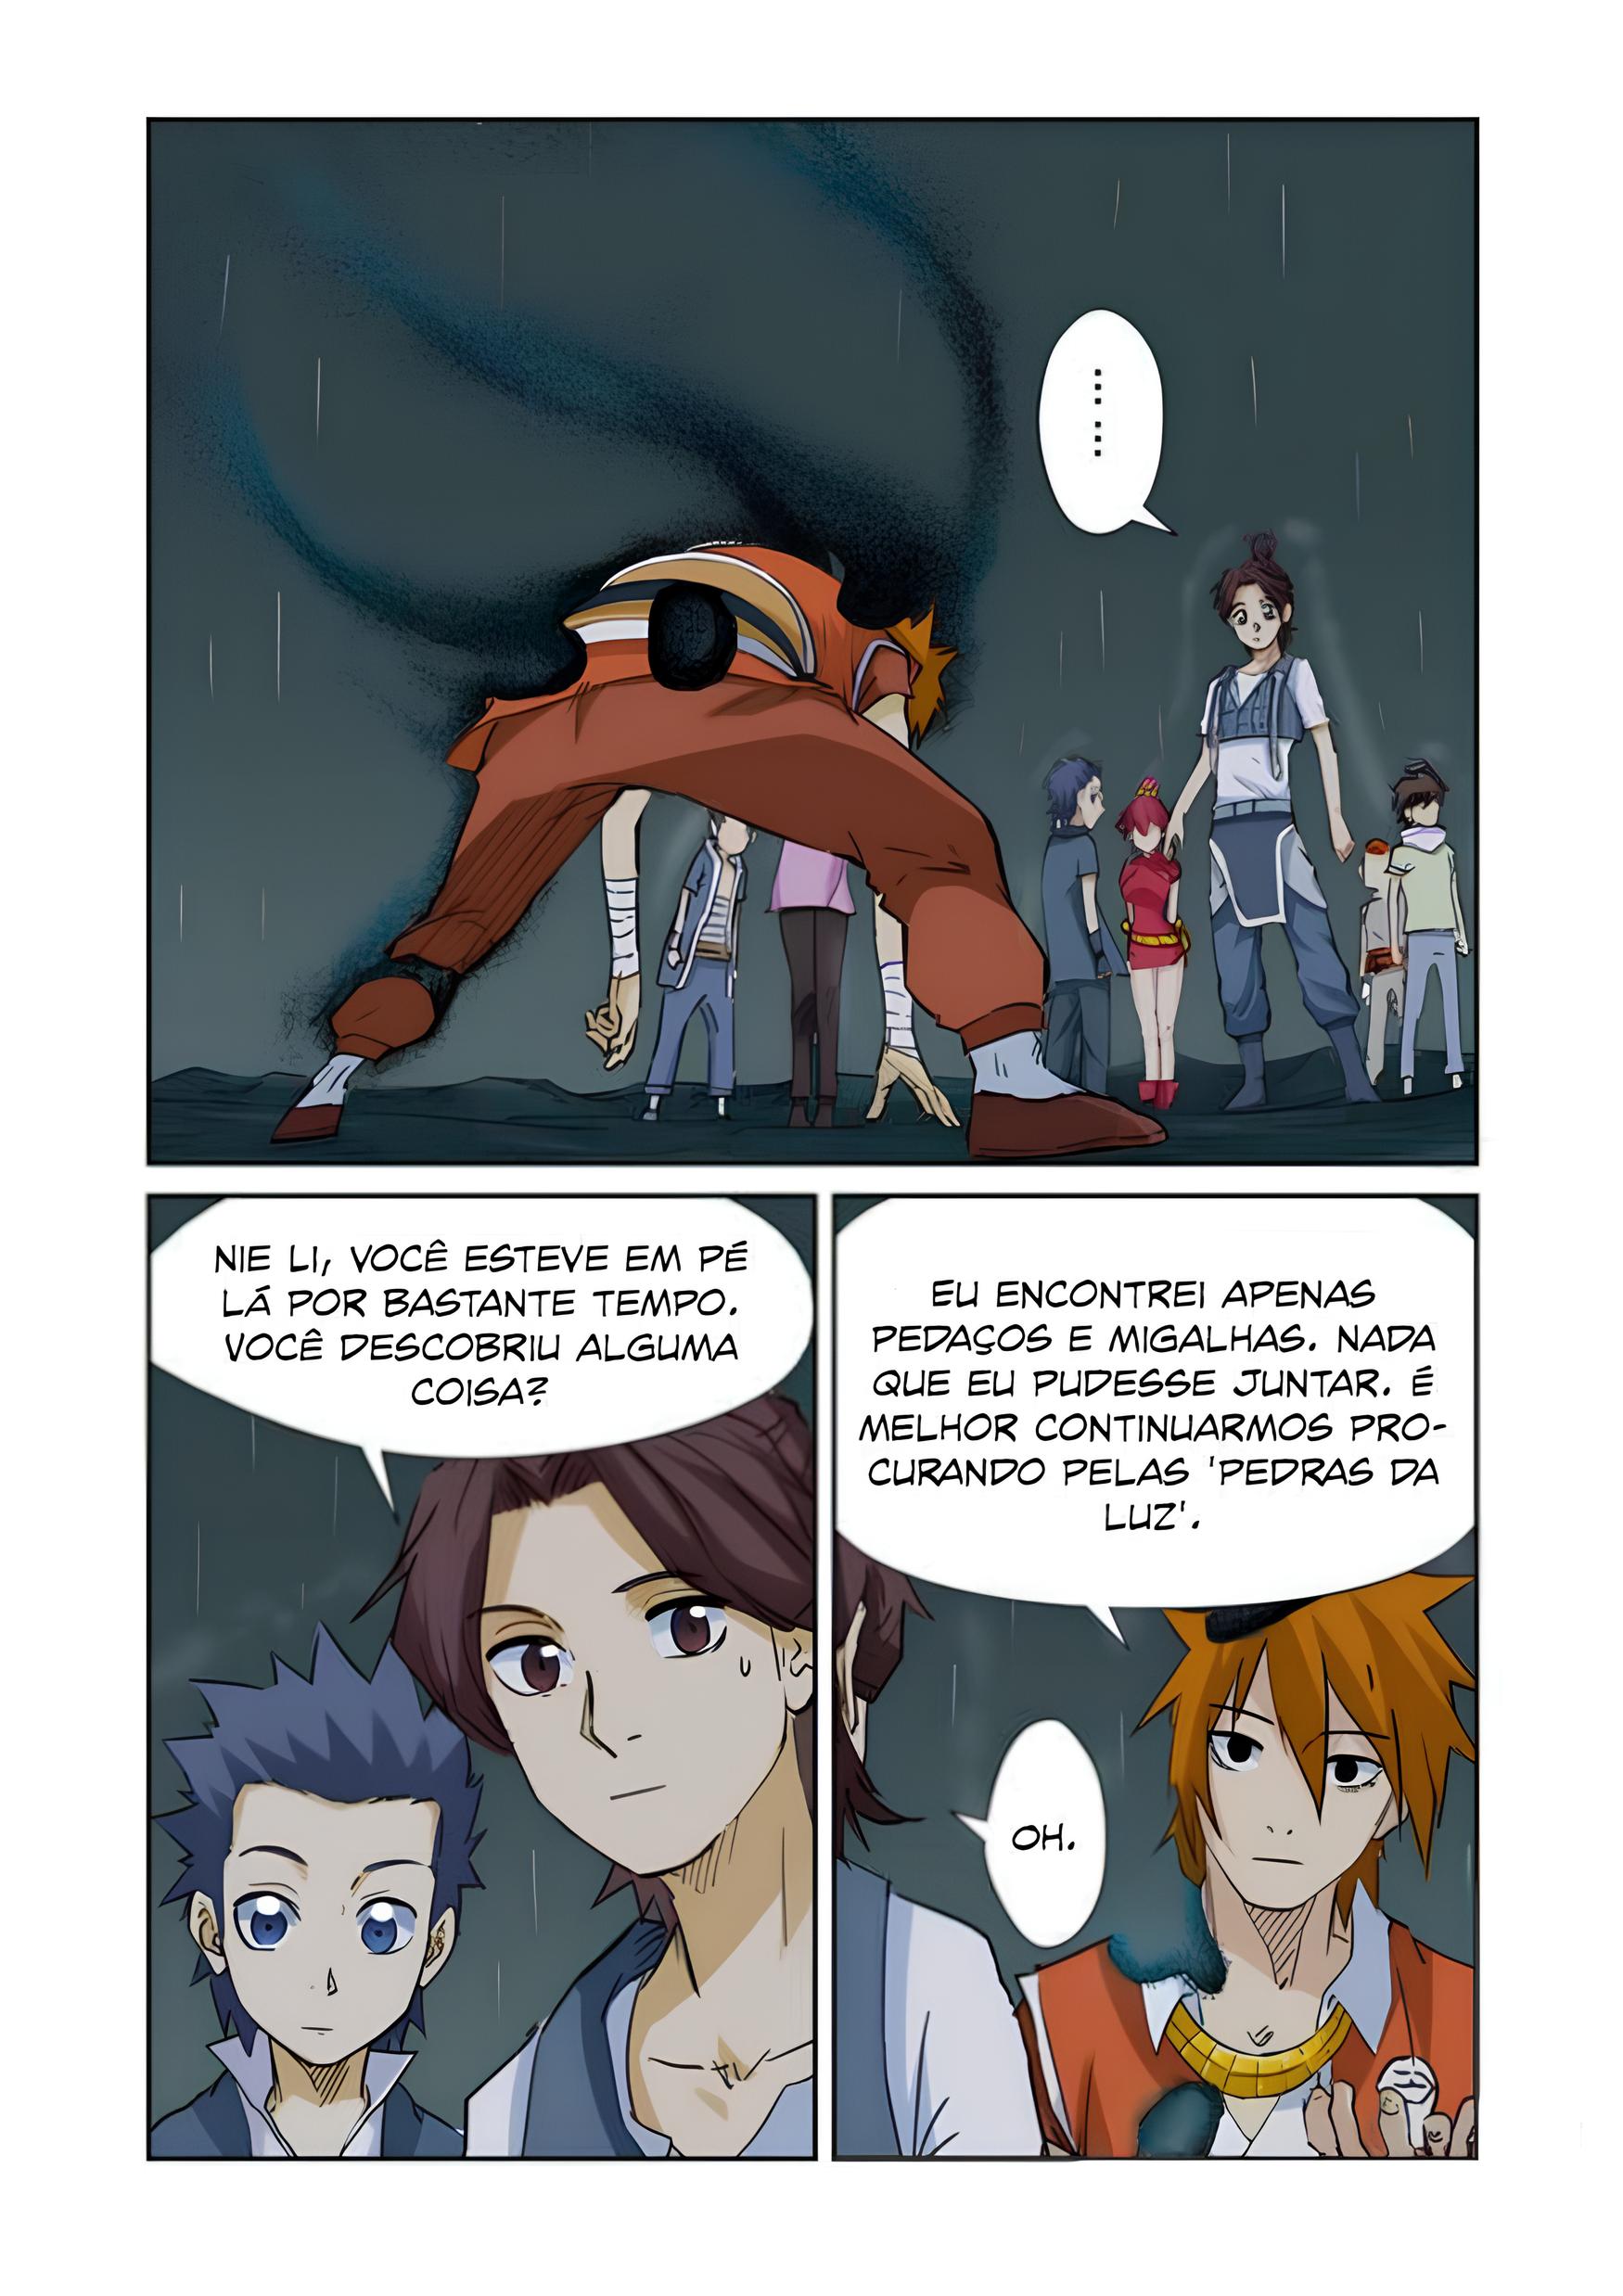 ......
NIE LI, VOCÊ ESTEVE EM PÉ
LÁ POR BASTANTE TEMPO.
VOCÊ DESCOBRIU ALGUMA
COISA?
EU ENCONTREI APENAS
PEDAÇOS E MIGALHAS. NADA
QUE EU PUDESSE JUNTAR. É
MELHOR CONTINUARMOS PRO-
CURANDO PELAS 'PEDRAS DA
LUZ'.
OH.